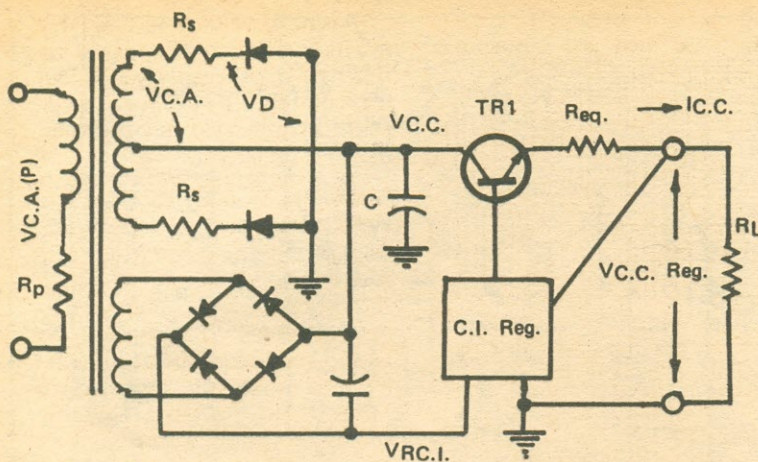 Rs
VC.A.
VD
VC.C.
TR1
Req.
IC.C.
VC.A.(P)
Rs
C
RL
VC.C. Reg.
Rp
C.I. Reg.
VRC.I.